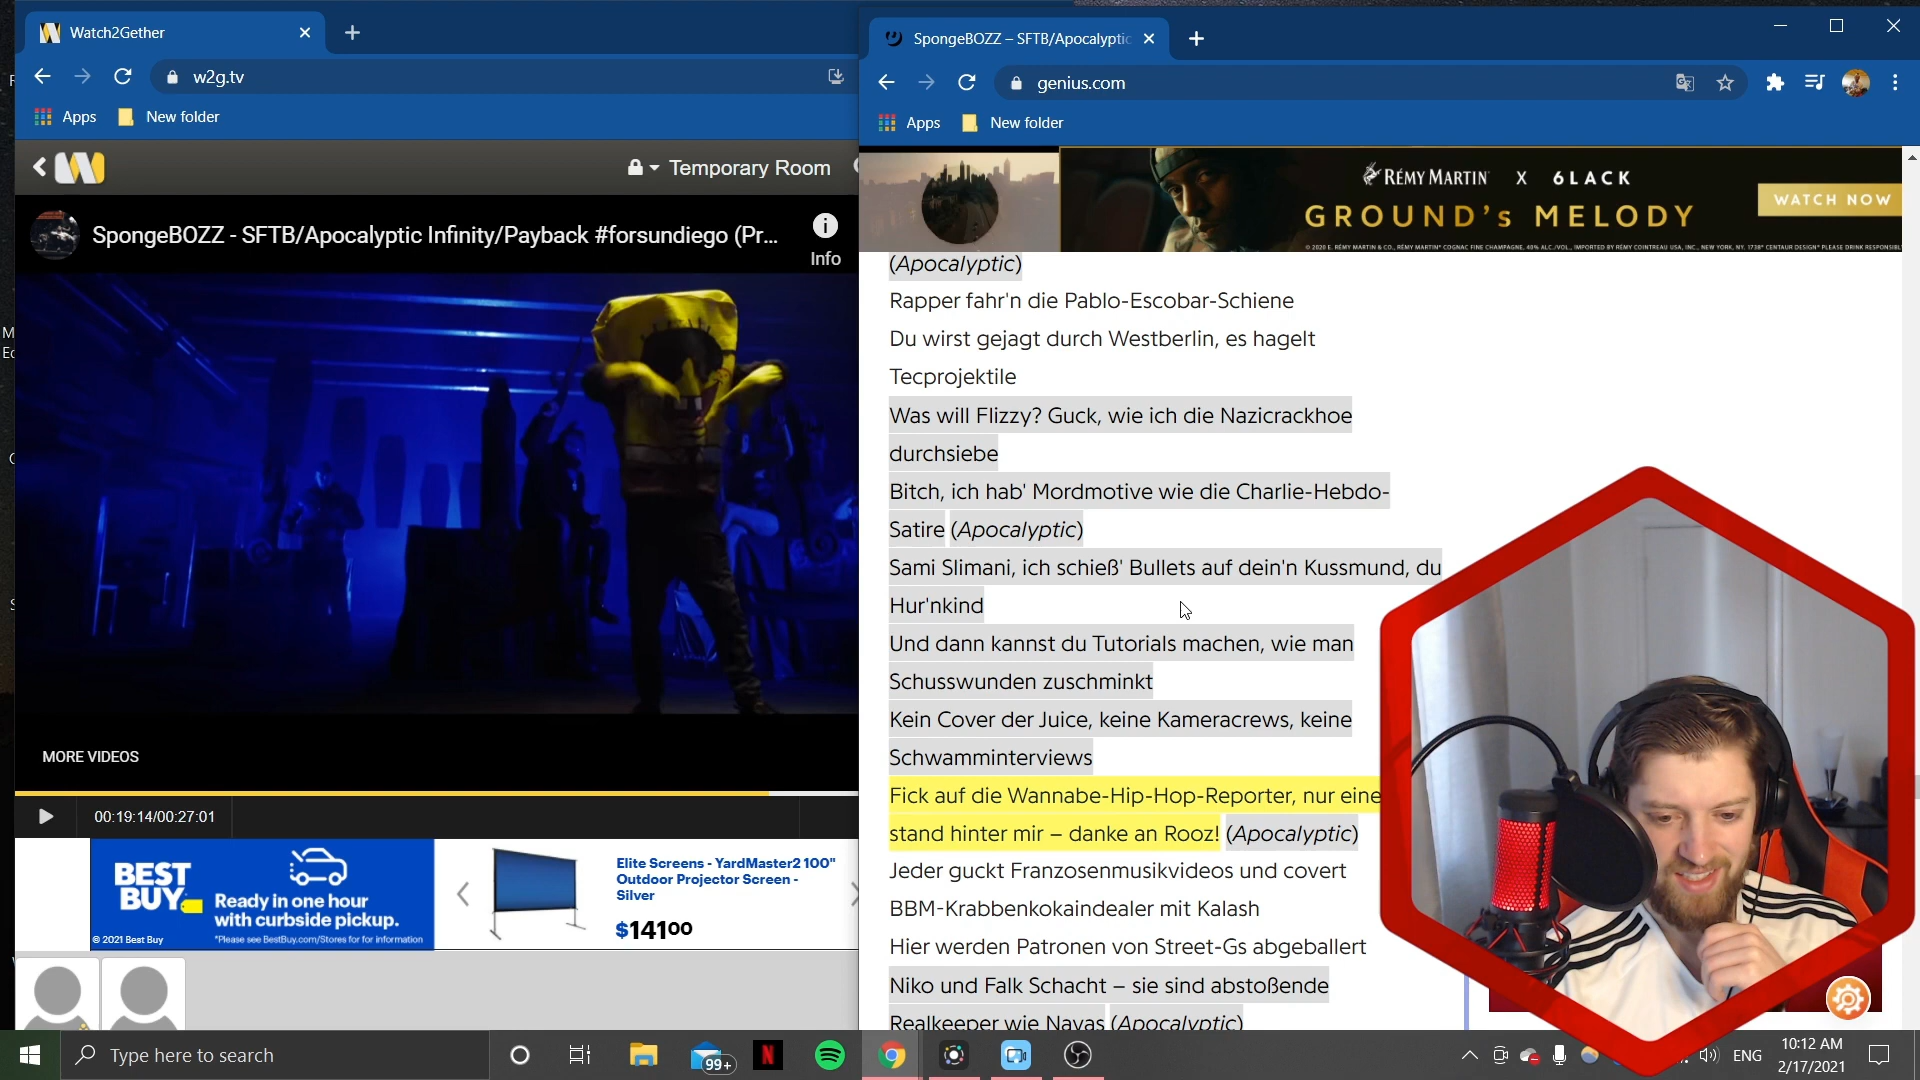 Watch2Gether
SpongeBOZZ – SFTB/Apocalyptic
w2g.tv
genius.com
Apps
New folder
Apps
New folder
Temporary Room
RÉMY MARTIN X 6LACK
GROUND's MELODY
WATCH NOW
SpongeBOZZ - SFTB/Apocalyptic Infinity/Payback #forsundiego (Pr...
Info
(Apocalyptic)
Rapper fahr'n die Pablo-Escobar-Schiene
Du wirst gejagt durch Westberlin, es hagelt
Tecprojektile
Was will Flizzy? Guck, wie ich die Nazicrackhoe
durchsiebe
Bitch, ich hab' Mordmotive wie die Charlie-Hebdo-
Satire (Apocalyptic)
Sami Slimani, ich schieß' Bullets auf dein'n Kussmund, du
Hur'nkind
Und dann kannst du Tutorials machen, wie man
Schusswunden zuschminkt
Kein Cover der Juice, keine Kameracrews, keine
Schwamminterviews
Fick auf die Wannabe-Hip-Hop-Reporter, nur eine
stand hinter mir – danke an Rooz! (Apocalyptic)
Jeder guckt Franzosenmusikvideos und covert
BBM-Krabbenkokaindealer mit Kalash
Hier werden Patronen von Street-Gs abgeballert
Niko und Falk Schacht – sie sind abstoßende
Realkeeper wie Navas (Apocalyptic)
MORE VIDEOS
00:19:14/00:27:01
BEST
BUY
Ready in one hour
with curbside pickup.
© 2021 Best Buy
*Please see BestBuy.com/Stores for for information
Elite Screens - YardMaster2 100"
Outdoor Projector Screen -
Silver
$14100
Type here to search
99+
ENG
10:12 AM
2/17/2021